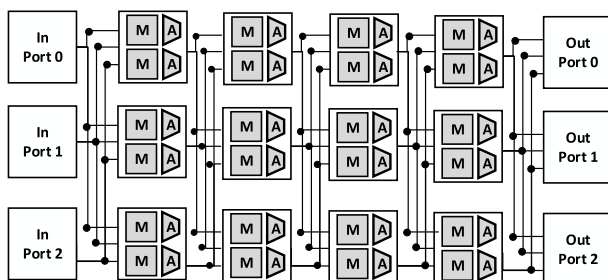 In M A M A M A M A Out
Port 0 M A M A M A M A Port 0
In M A M A M A M A Out
Port 1 M A M A M A M A Port 1
In M A M A M A M A Out
Port 2 M A M A M A M A Port 2